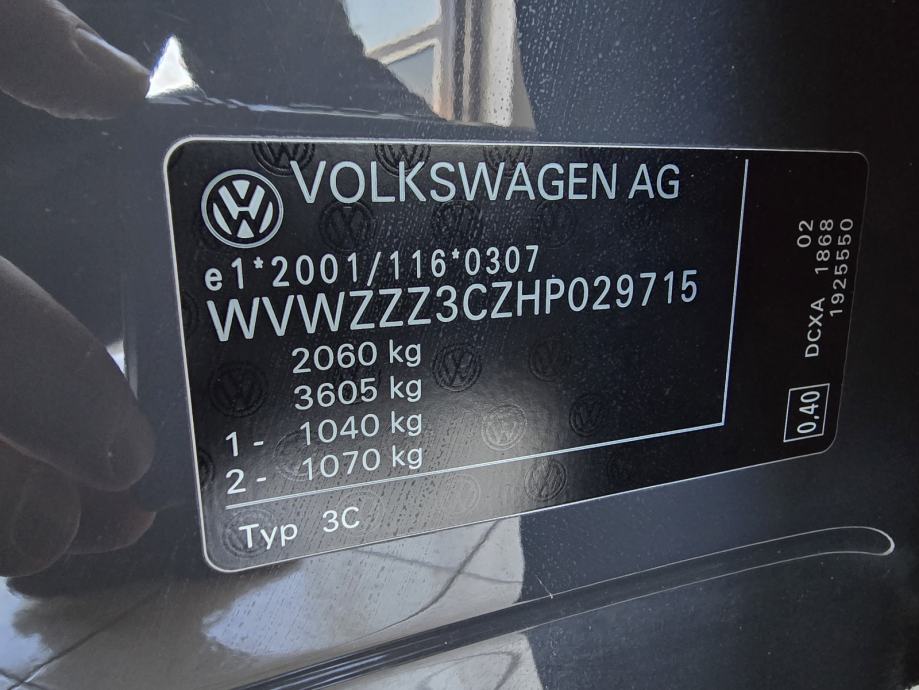 VOLKSWAGEN AG
e1*2001/116*0307
WVWZZZ3CZHP029715
2060 kg
3605 kg
1 - 1040 kg
2 - 1070 kg
Typ 3C
DCXA 1868 02
1925550
0,40